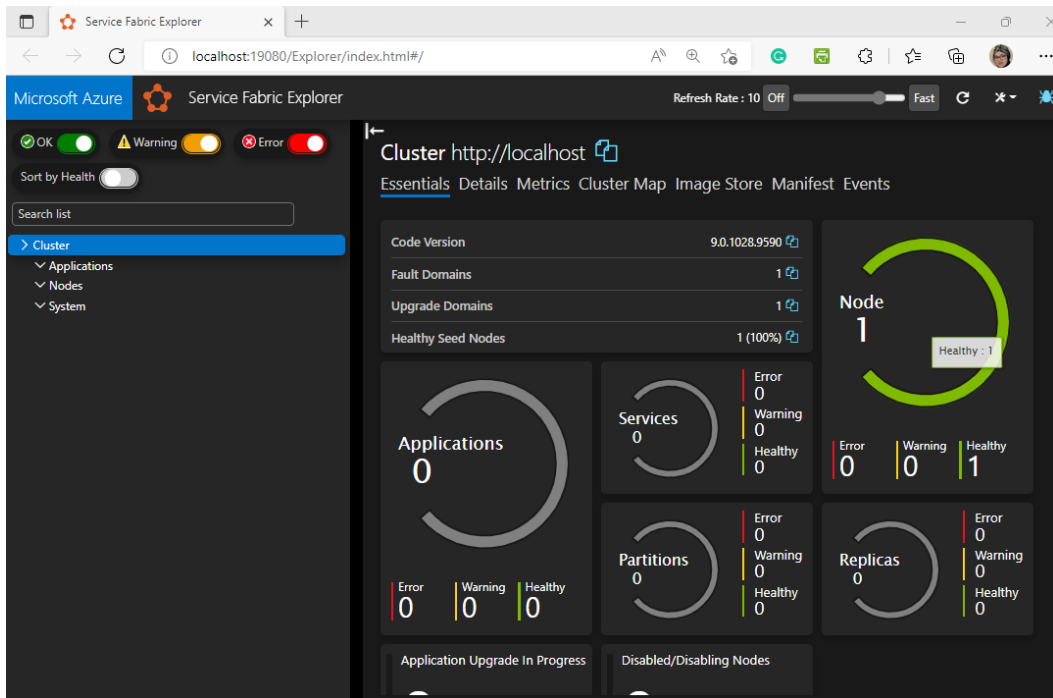 Service Fabric Explorer
localhost:19080/Explorer/index.html#/
Microsoft Azure
Service Fabric Explorer
Refresh Rate : 10 Off Fast
OK Warning Error
Sort by Health
Search list
Cluster
Applications
Nodes
System
Cluster http://localhost
Essentials Details Metrics Cluster Map Image Store Manifest Events
Code Version 9.0.1028.9590
Fault Domains 1
Upgrade Domains 1
Healthy Seed Nodes 1 (100%)
Node
1
Healthy : 1
Error Warning Healthy
0 0 1
Applications
0
Error Warning Healthy
0 0 0
Services
0
Error
0
Warning
0
Healthy
0
Partitions
0
Error
0
Warning
0
Healthy
0
Replicas
0
Error
0
Warning
0
Healthy
0
Application Upgrade In Progress
Disabled/Disabling Nodes